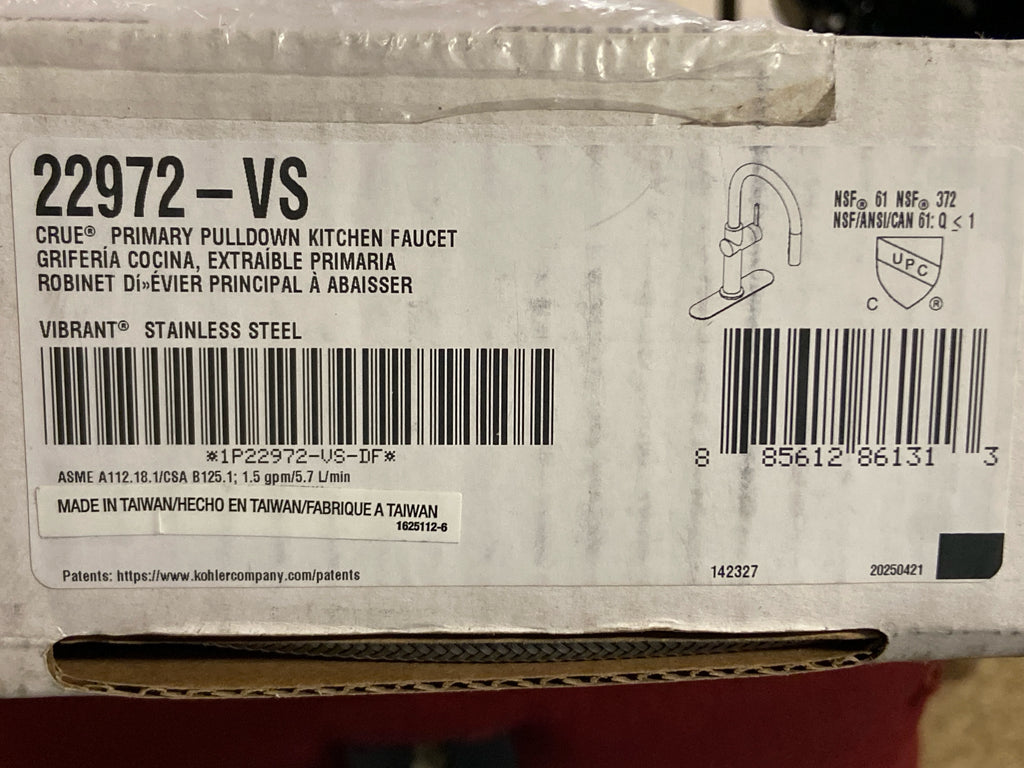 22972-VS
CRUE® PRIMARY PULLDOWN KITCHEN FAUCET
GRIFERÍA COCINA, EXTRAÍBLE PRIMARIA
ROBINET Dí»ÉVIER PRINCIPAL À ABAISSER
VIBRANT® STAINLESS STEEL
*1P22972-VS-DF*
ASME A112.18.1/CSA B125.1; 1.5 gpm/5.7 L/min
MADE IN TAIWAN/HECHO EN TAIWAN/FABRIQUE A TAIWAN
1625112-6
Patents: https://www.kohlercompany.com/patents
NSF® 61 NSF® 372
NSF/ANSI/CAN 61: Q ≤ 1
UPC
C ®
8 85612 86131 3
142327
20250421